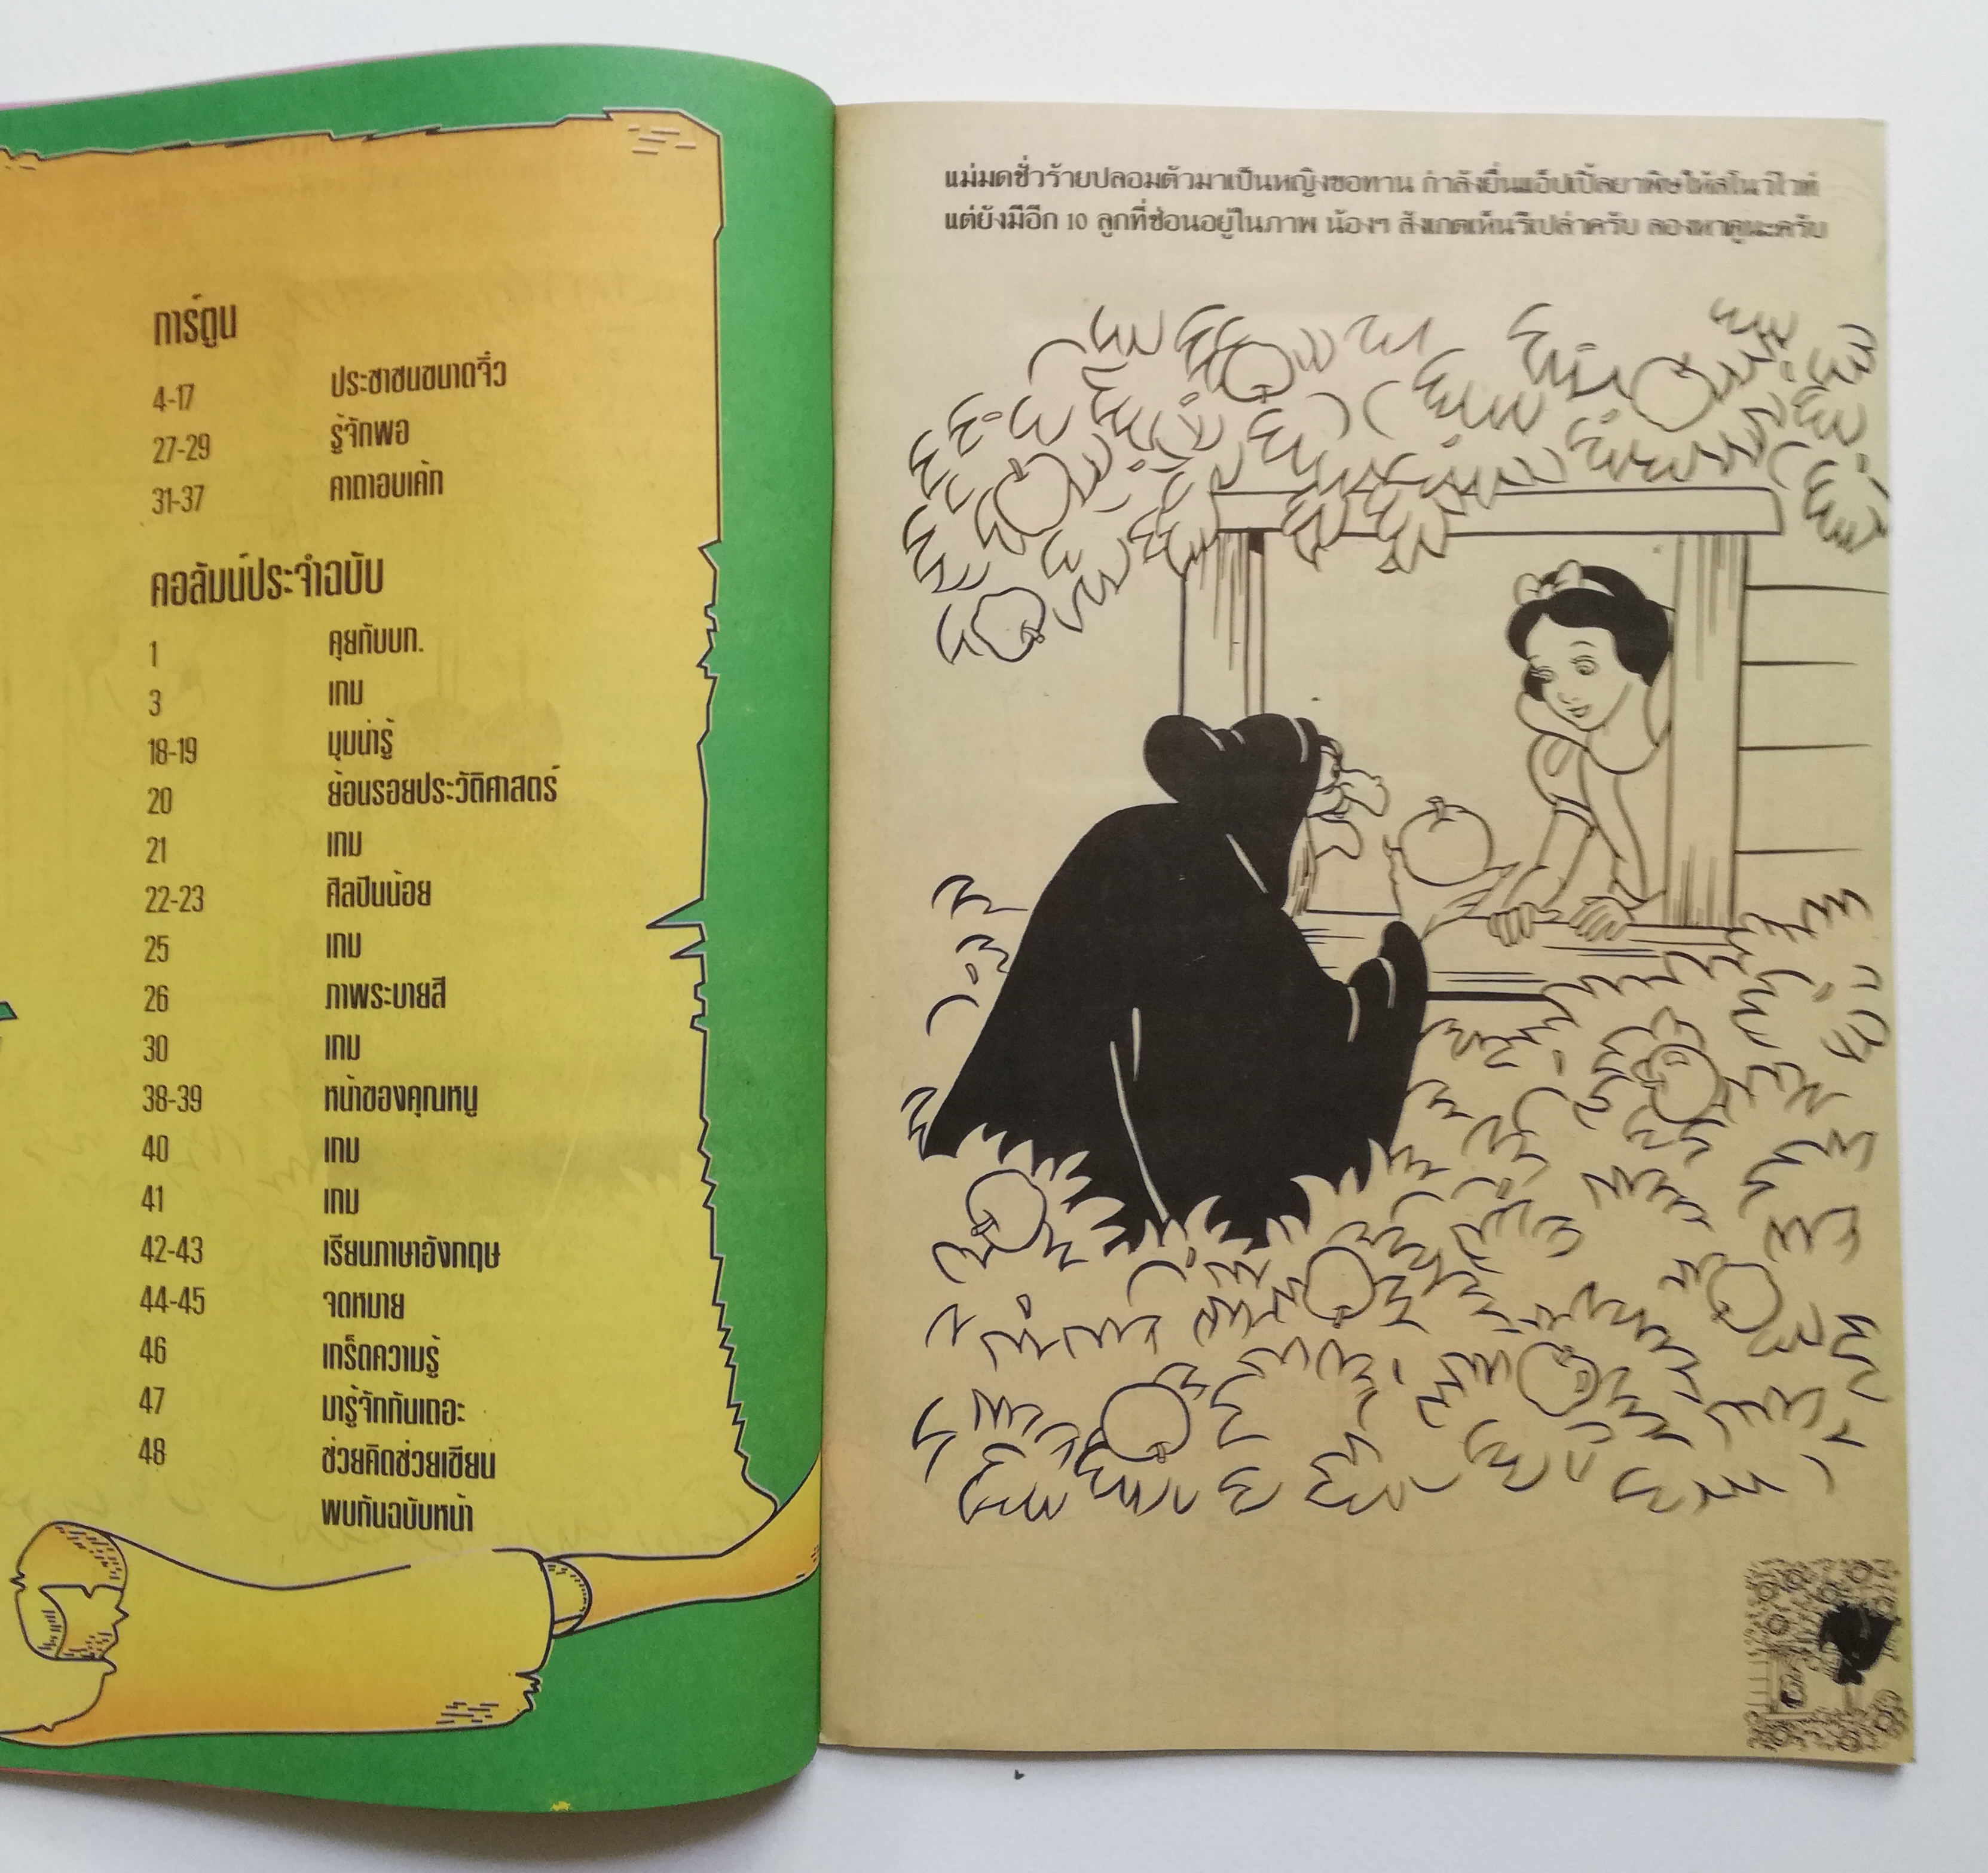 การ์ตูน
4-17 ประชาชนขนาดจิ๋ว
27-29 รู้จักพอ
31-37 คาถาอบเค้ก
คอลัมน์ประจำฉบับ
1 คุยกับบก.
3 เกม
18-19 มุมน่ารู้
20 ย้อนรอยประวัติศาสตร์
21 เกม
22-23 ศิลปินน้อย
25 เกม
26 ภาพระบายสี
30 เกม
38-39 หน้าของคุณหนู
40 เกม
41 เกม
42-43 เรียนภาษาอังกฤษ
44-45 จดหมาย
46 เกร็ดความรู้
47 มารู้จักกันเถอะ
48 ช่วยคิดช่วยเขียน
พบกันฉบับหน้า
แม่มดชั่วร้ายปลอมตัวมาเป็นหญิงขอทาน กำลังยื่นแอ็ปเปิ้ลยาพิษให้สโนว์ไวท์
แต่ยังมีอีก 10 ลูกที่ซ่อนอยู่ในภาพ น้องๆ สังเกตเห็นรึเปล่าครับ ลองหาดูนะครับ